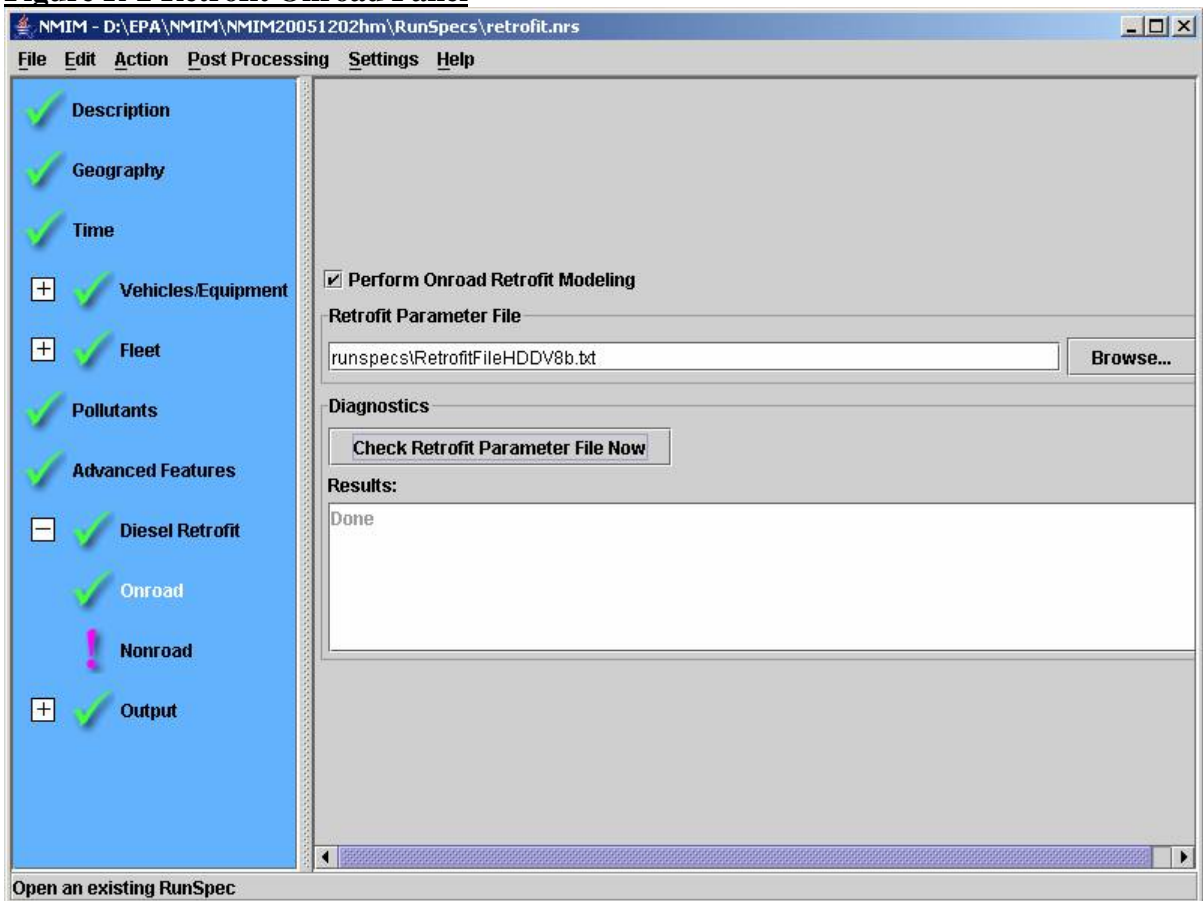 NMIM - D:\EPA\NMIM\NMIM20051202hm\RunSpecs\retrofit.nrs
File Edit Action Post Processing Settings Help
Description
Geography
Time
Vehicles/Equipment
Fleet
Pollutants
Advanced Features
Diesel Retrofit
Onroad
Nonroad
Output
Perform Onroad Retrofit Modeling
Retrofit Parameter File
runspecs\RetrofitFileHDDV8b.txt
Browse...
Diagnostics
Check Retrofit Parameter File Now
Results:
Done
Open an existing RunSpec